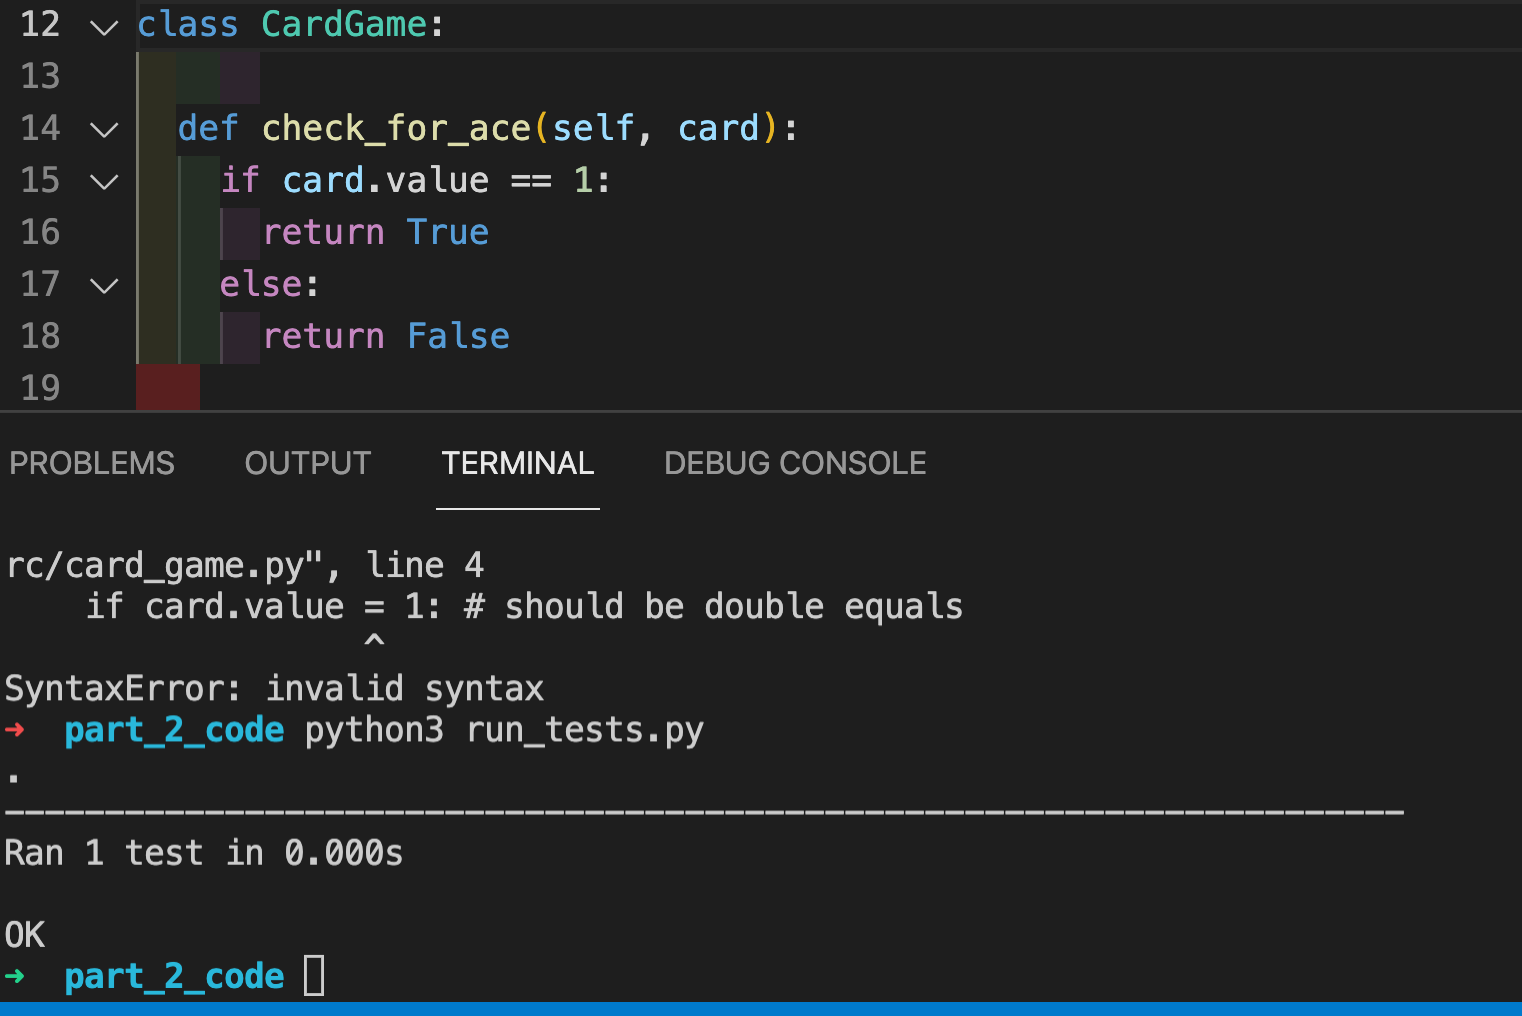 12 class CardGame:
13
14 def check_for_ace(self, card):
15 if card.value == 1:
16 return True
17 else:
18 return False
19
PROBLEMS OUTPUT TERMINAL DEBUG CONSOLE
rc/card_game.py", line 4
if card.value = 1: # should be double equals
^
SyntaxError: invalid syntax
➜ part_2_code python3 run_tests.py
.
----------------------------------------------------------------------
Ran 1 test in 0.000s
OK
➜ part_2_code